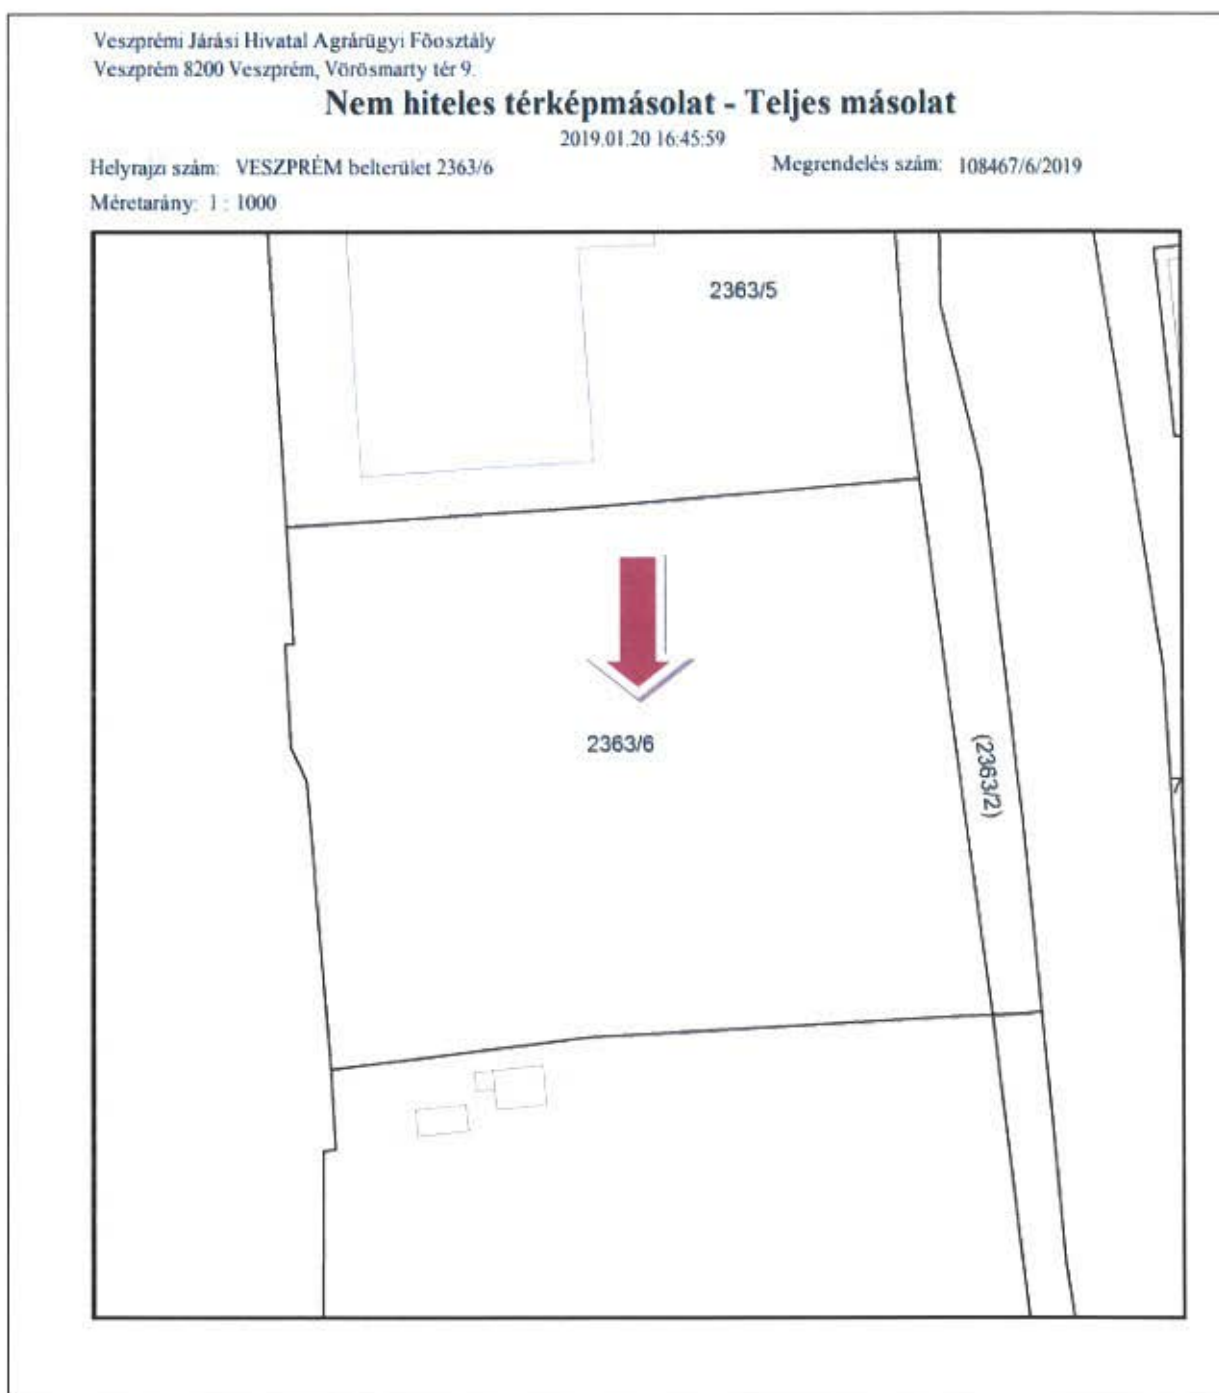 Veszprémi Járási Hivatal Agrárügyi Főosztály
Veszprém 8200 Veszprém, Vörösmarty tér 9.
Nem hiteles térképmásolat - Teljes másolat
2019.01.20 16:45:59
Helyrajzi szám: VESZPRÉM belterület 2363/6
Megrendelés szám: 108467/6/2019
Méretarány: 1 : 1000
2363/5
2363/6
(2363/2)
7